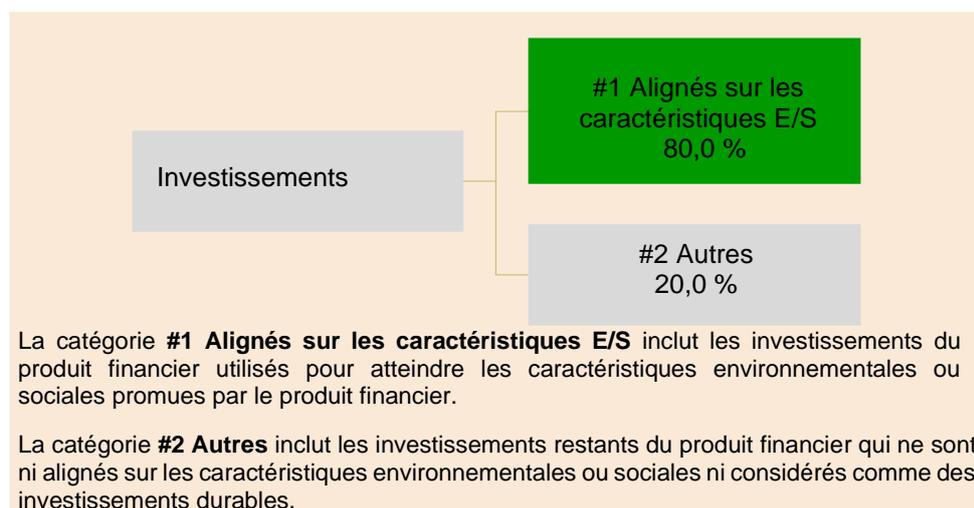 #1 Alignés sur les
caractéristiques E/S
80,0 %
Investissements
#2 Autres
20,0 %
La catégorie #1 Alignés sur les caractéristiques E/S inclut les investissements du
produit financier utilisés pour atteindre les caractéristiques environnementales ou
sociales promues par le produit financier.
La catégorie #2 Autres inclut les investissements restants du produit financier qui ne sont
ni alignés sur les caractéristiques environnementales ou sociales ni considérés comme des
investissements durables.